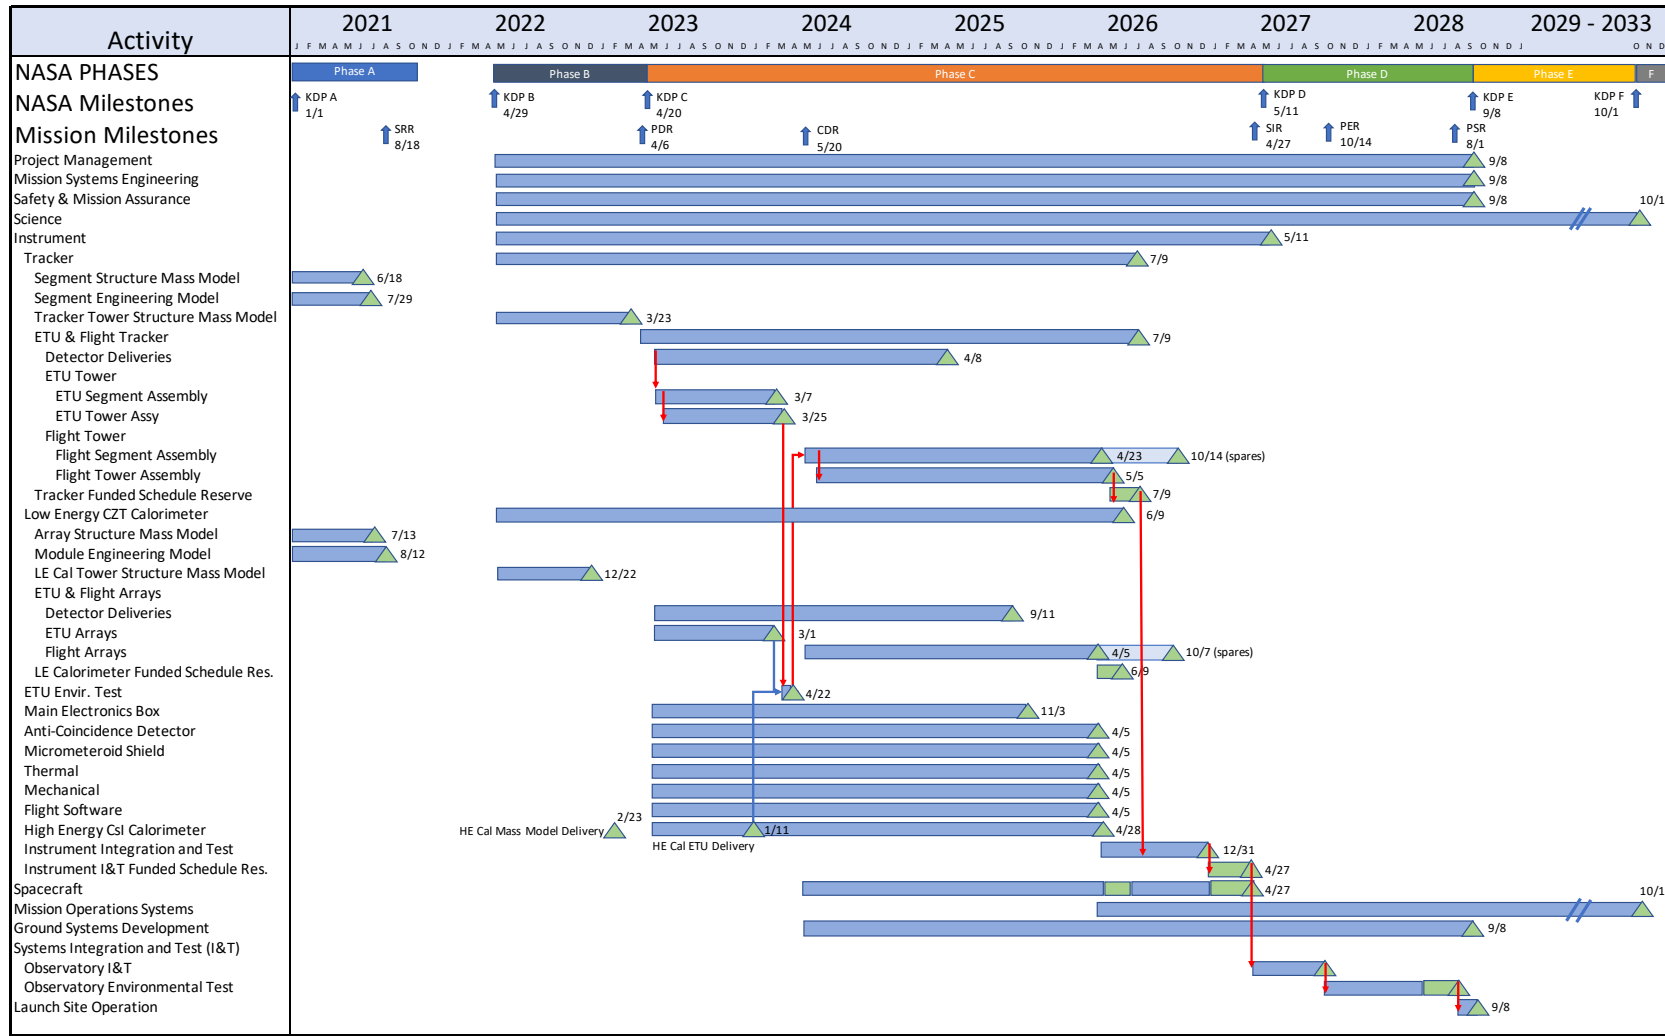 2021 2022 2023 2024 2025 2026 2027 2028 2029 - 2033
Activity
J F M A M J J A S O N D J F M A M J J A S O N D J F M A M J J A S O N D J F M A M J J A S O N D J F M A M J J A S O N D J F M A M J J A S O N D J F M A M J J A S O N D J F M A M J J A S O N D J O N D
NASA PHASES Phase A Phase B Phase C Phase D Phase E F
NASA Milestones KDP A KDP B KDP C KDP D KDP E KDP F
1/1 4/29 4/20 5/11 9/8 10/1
Mission Milestones SRR PDR CDR SIR PER PSR
8/18 4/6 5/20 4/27 10/14 8/1
Project Management 9/8
Mission Systems Engineering 9/8
Safety & Mission Assurance 9/8
Science 10/1
Instrument 5/11
Tracker 7/9
Segment Structure Mass Model 6/18
Segment Engineering Model 7/29
Tracker Tower Structure Mass Model 3/23
ETU & Flight Tracker 7/9
Detector Deliveries 4/8
ETU Tower
ETU Segment Assembly 3/7
ETU Tower Assy 3/25
Flight Tower
Flight Segment Assembly 4/23 10/14 (spares)
Flight Tower Assembly 5/5
Tracker Funded Schedule Reserve 7/9
Low Energy CZT Calorimeter 6/9
Array Structure Mass Model 7/13
Module Engineering Model 8/12
LE Cal Tower Structure Mass Model 12/22
ETU & Flight Arrays
Detector Deliveries 9/11
ETU Arrays 3/1
Flight Arrays 4/5 10/7 (spares)
LE Calorimeter Funded Schedule Res. 6/9
ETU Envir. Test 4/22
Main Electronics Box 11/3
Anti-Coincidence Detector 4/5
Micrometeroid Shield 4/5
Thermal 4/5
Mechanical 4/5
Flight Software 4/5
2/23
High Energy CsI Calorimeter HE Cal Mass Model Delivery 1/11 4/28
HE Cal ETU Delivery
Instrument Integration and Test 12/31
Instrument I&T Funded Schedule Res. 4/27
Spacecraft 4/27
Mission Operations Systems 10/1
Ground Systems Development 9/8
Systems Integration and Test (I&T)
Observatory I&T
Observatory Environmental Test
Launch Site Operation 9/8